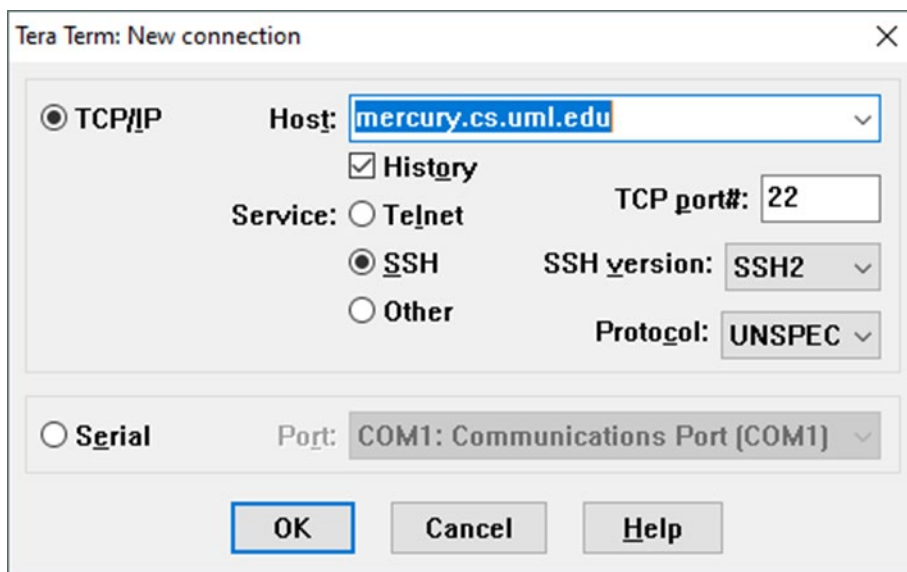 Tera Term: New connection
TCP/IP
Host: mercury.cs.uml.edu
History
Service: Telnet
TCP port#: 22
SSH
SSH version: SSH2
Other
Protocol: UNSPEC
Serial
Port: COM1: Communications Port (COM1)
OK Cancel Help